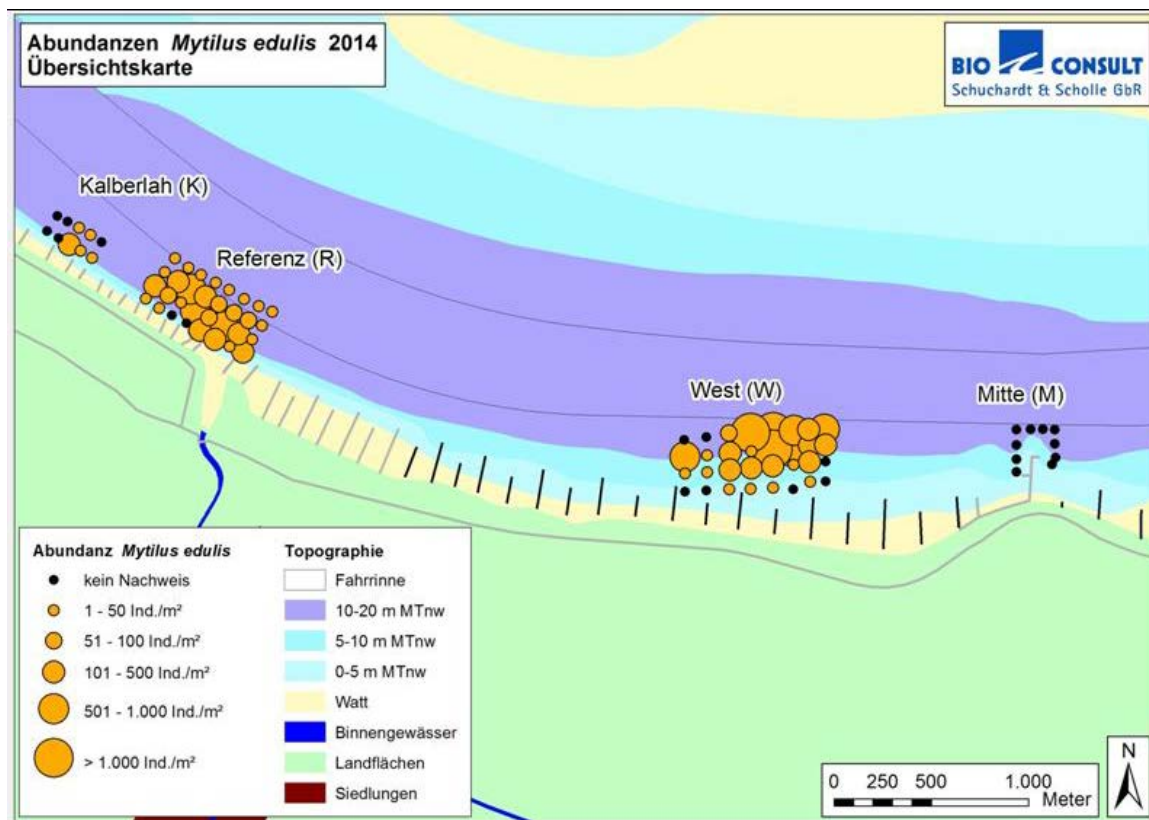 Abundanzen Mytilus edulis 2014
Übersichtskarte
BIO CONSULT
Schuchardt & Scholle GbR
Kalberlah (K)
Referenz (R)
West (W)
Mitte (M)
Abundanz Mytilus edulis
kein Nachweis
1 - 50 Ind./m²
51 - 100 Ind./m²
101 - 500 Ind./m²
501 - 1.000 Ind./m²
> 1.000 Ind./m²
Topographie
Fahrrinne
10-20 m MTnw
5-10 m MTnw
0-5 m MTnw
Watt
Binnengewässer
Landflächen
Siedlungen
0 250 500 1.000
Meter
N